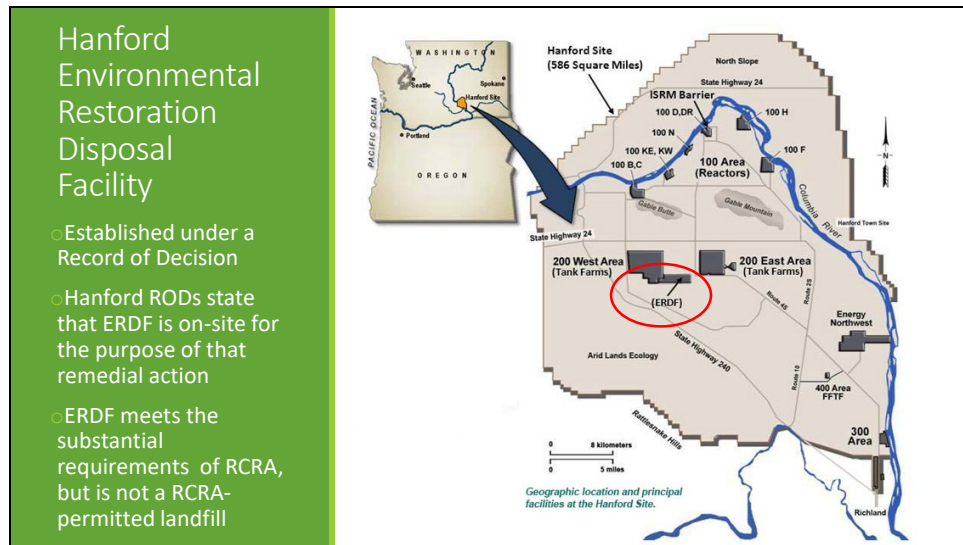 Hanford
Environmental
Restoration
Disposal
Facility
oEstablished under a
Record of Decision
oHanford RODs state
that ERDF is on-site for
the purpose of that
remedial action
oERDF meets the
substantial
requirements of RCRA,
but is not a RCRA-
permitted landfill
WASHINGTON
Seattle
Spokane
Hanford Site
Portland
PACIFIC OCEAN
OREGON
Hanford Site
(586 Square Miles)
North Slope
State Highway 24
ISRM Barrier
100 D,DR
100 H
100 N
100 KE, KW
100 B,C
100 Area
(Reactors)
100 F
N
Gable Butte
Gable Mountain
Columbia
River
Hanford Town Site
State Highway 24
200 West Area
(Tank Farms)
200 East Area
(Tank Farms)
(ERDF)
Route 2S
Route 4S
Energy
Northwest
State Highway 240
Arid Lands Ecology
Route 10
400 Area
FFTF
300
Area
Rattlesnake Hills
0 8 kilometers
0 5 miles
Geographic location and principal
facilities at the Hanford Site.
Richland